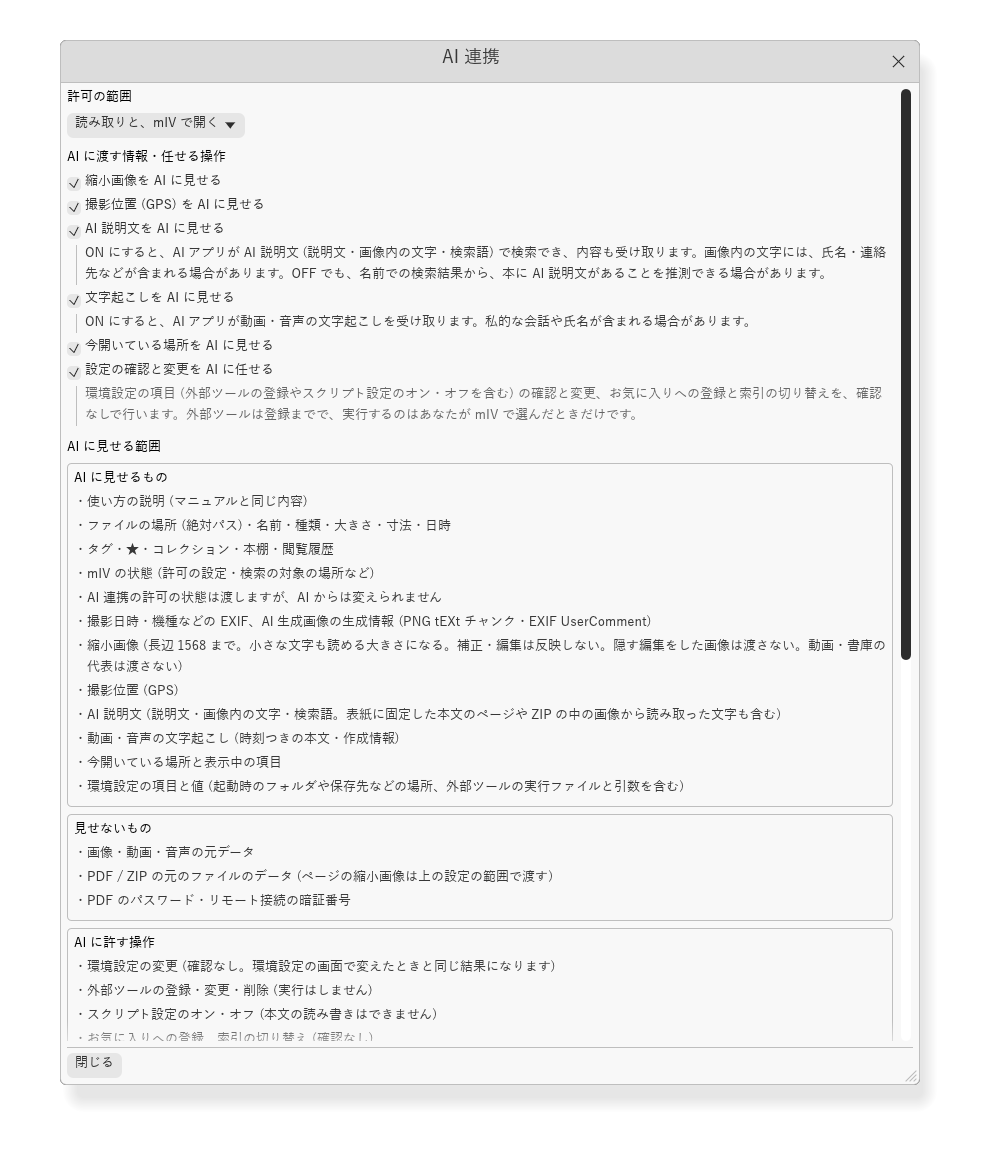 AI 連携
許可の範囲
読み取りと、mIV で開く
AI に渡す情報・任せる操作
縮小画像を AI に見せる
撮影位置 (GPS) を AI に見せる
AI 説明文を AI に見せる
ON にすると、AI アプリが AI 説明文 (説明文・画像内の文字・検索語) で検索でき、内容も受け取ります。画像内の文字には、氏名・連絡
先などが含まれる場合があります。OFF でも、名前での検索結果から、本に AI 説明文があることを推測できる場合があります。
文字起こしを AI に見せる
ON にすると、AI アプリが動画・音声の文字起こしを受け取ります。私的な会話や氏名が含まれる場合があります。
今開いている場所を AI に見せる
設定の確認と変更を AI に任せる
環境設定の項目 (外部ツールの登録やスクリプト設定のオン・オフを含む) の確認と変更、お気に入りへの登録と索引の切り替えを、確認
なしで行います。外部ツールは登録までで、実行するのはあなたが mIV で選んだときだけです。
AI に見せる範囲
AI に見せるもの
・使い方の説明 (マニュアルと同じ内容)
・ファイルの場所 (絶対パス)・名前・種類・大きさ・寸法・日時
・タグ・★・コレクション・本棚・閲覧履歴
・mIV の状態 (許可の設定・検索の対象の場所など)
・AI 連携の許可の状態は渡しますが、AI からは変えられません
・撮影日時・機種などの EXIF、AI 生成画像の生成情報 (PNG tEXt チャンク・EXIF UserComment)
・縮小画像 (長辺 1568 まで。小さな文字も読める大きさになる。補正・編集は反映しない。隠す編集をした画像は渡さない。動画・書庫の
代表は渡さない)
・撮影位置 (GPS)
・AI 説明文 (説明文・画像内の文字・検索語。表紙に固定した本文のページや ZIP の中の画像から読み取った文字も含む)
・動画・音声の文字起こし (時刻つきの本文・作成情報)
・今開いている場所と表示中の項目
・環境設定の項目と値 (起動時のフォルダや保存先などの場所、外部ツールの実行ファイルと引数を含む)
見せないもの
・画像・動画・音声の元データ
・PDF / ZIP の元のファイルのデータ (ページの縮小画像は上の設定の範囲で渡す)
・PDF のパスワード・リモート接続の暗証番号
AI に許す操作
・環境設定の変更 (確認なし。環境設定の画面で変えたときと同じ結果になります)
・外部ツールの登録・変更・削除 (実行はしません)
・スクリプト設定のオン・オフ (本文の読み書きはできません)
・お気に入りへの登録、索引の切り替え (確認なし)
閉じる